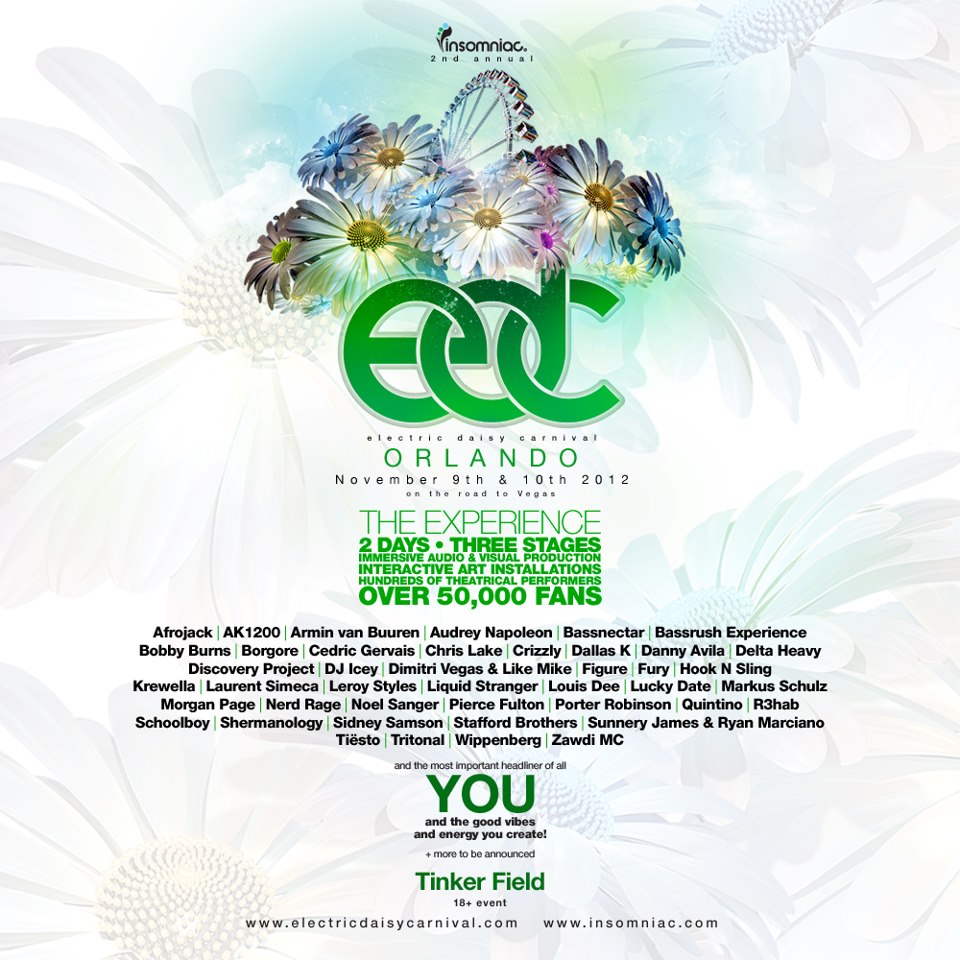 insomniac®
2nd annual
edc
electric daisy carnival
ORLANDO
November 9th & 10th 2012
on the road to Vegas
THE EXPERIENCE
2 DAYS • THREE STAGES
IMMERSIVE AUDIO & VISUAL PRODUCTION
INTERACTIVE ART INSTALLATIONS
HUNDREDS OF THEATRICAL PERFORMERS
OVER 50,000 FANS
Afrojack | AK1200 | Armin van Buuren | Audrey Napoleon | Bassnectar | Bassrush Experience
Bobby Burns | Borgore | Cedric Gervais | Chris Lake | Crizzly | Dallas K | Danny Avila | Delta Heavy
Discovery Project | DJ Icey | Dimitri Vegas & Like Mike | Figure | Fury | Hook N Sling
Krewella | Laurent Simeca | Leroy Styles | Liquid Stranger | Louis Dee | Lucky Date | Markus Schulz
Morgan Page | Nerd Rage | Noel Sanger | Pierce Fulton | Porter Robinson | Quintino | R3hab
Schoolboy | Shermanology | Sidney Samson | Stafford Brothers | Sunnery James & Ryan Marciano
Tiësto | Tritonal | Wippenberg | Zawdi MC
and the most important headliner of all
YOU
and the good vibes
and energy you create!
+ more to be announced
Tinker Field
18+ event
www.electricdaisycarnival.com www.insomniac.com